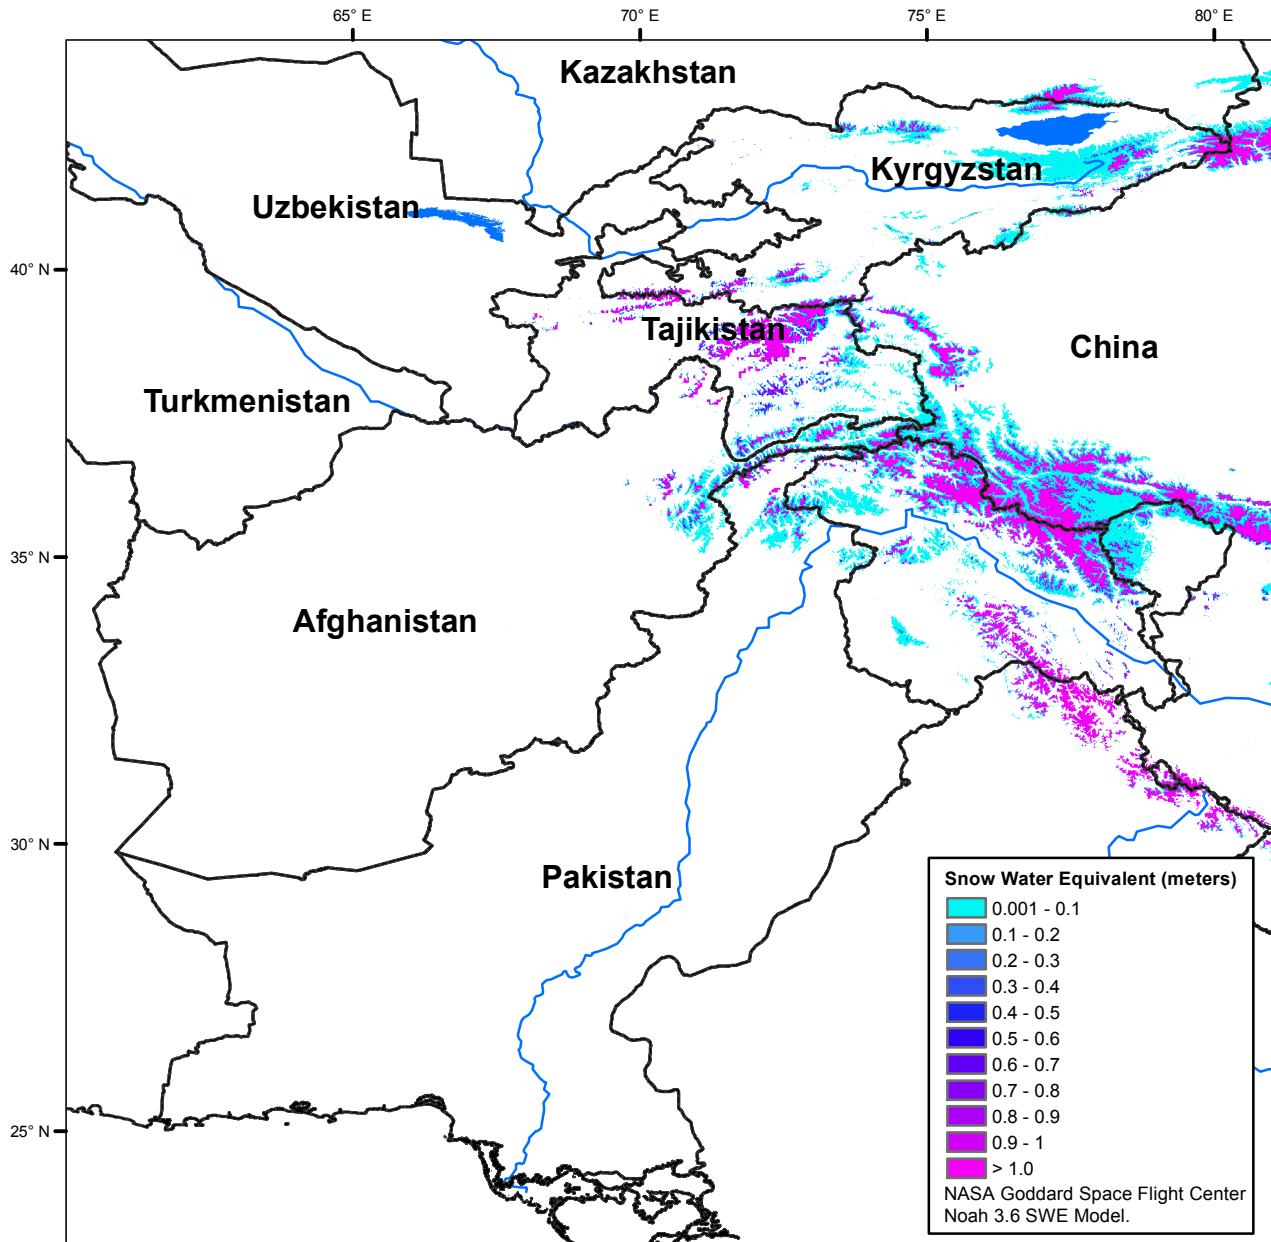 65° E
70° E
75° E
80° E
Kazakhstan
Kyrgyzstan
Uzbekistan
40° N
Tajikistan
China
Turkmenistan
35° N
Afghanistan
30° N
Pakistan
25° N
Snow Water Equivalent (meters)
0.001 - 0.1
0.1 - 0.2
0.2 - 0.3
0.3 - 0.4
0.4 - 0.5
0.5 - 0.6
0.6 - 0.7
0.7 - 0.8
0.8 - 0.9
0.9 - 1
> 1.0
NASA Goddard Space Flight Center
Noah 3.6 SWE Model.